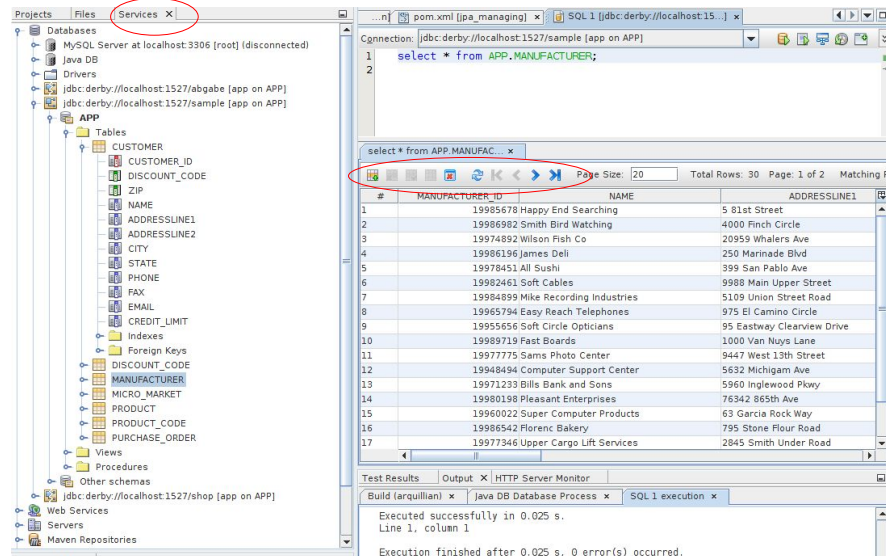 Projects Files Services X
Databases
MySQL Server at localhost:3306 [root] (disconnected)
Java DB
Drivers
jdbc:derby://localhost:1527/abgabe [app on APP]
jdbc:derby://localhost:1527/sample [app on APP]
APP
Tables
CUSTOMER
CUSTOMER_ID
DISCOUNT_CODE
ZIP
NAME
ADDRESSLINE1
ADDRESSLINE2
CITY
STATE
PHONE
FAX
EMAIL
CREDIT_LIMIT
Indexes
Foreign Keys
DISCOUNT_CODE
MANUFACTURER
MICRO_MARKET
PRODUCT
PRODUCT_CODE
PURCHASE_ORDER
Views
Procedures
Other schemas
jdbc:derby://localhost:1527/shop [app on APP]
Web Services
Servers
Maven Repositories
...n] pom.xml [jpa_managing] x SQL 1 [jdbc:derby://localhost:15...] x
Connection: jdbc:derby://localhost:1527/sample [app on APP]
1 select * from APP.MANUFACTURER;
2
select * from APP.MANUFAC... x
Page Size: 20 Total Rows: 30 Page: 1 of 2 Matching R
# MANUFACTURER_ID NAME ADDRESSLINE1
1 19985678 Happy End Searching 5 81st Street
2 19986982 Smith Bird Watching 4000 Finch Circle
3 19974892 Wilson Fish Co 20959 Whalers Ave
4 19986196 James Deli 250 Marinade Blvd
5 19978451 All Sushi 399 San Pablo Ave
6 19982461 Soft Cables 9988 Main Upper Street
7 19984899 Mike Recording Industries 5109 Union Street Road
8 19965794 Easy Reach Telephones 975 El Camino Circle
9 19955656 Soft Circle Opticians 95 Eastway Clearview Drive
10 19989719 Fast Boards 1000 Van Nuys Lane
11 19977775 Sams Photo Center 9447 West 13th Street
12 19948494 Computer Support Center 5632 Michigam Ave
13 19971233 Bills Bank and Sons 5960 Inglewood Pkwy
14 19980198 Pleasant Enterprises 76342 865th Ave
15 19960022 Super Computer Products 63 Garcia Rock Way
16 19986542 Florenc Bakery 795 Stone Flour Road
17 19977346 Upper Cargo Lift Services 2845 Smith Under Road
Test Results Output X HTTP Server Monitor
Build (arquillian) x Java DB Database Process x SQL 1 execution x
Executed successfully in 0.025 s.
Line 1, column 1
Execution finished after 0.025 s, 0 error(s) occurred.